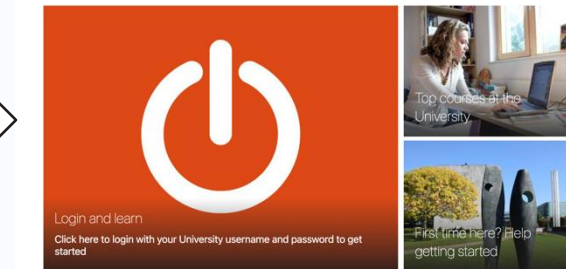 Login and learn
Click here to login with your University username and password to get
started
Top courses at the
University
First time here? Help
getting started